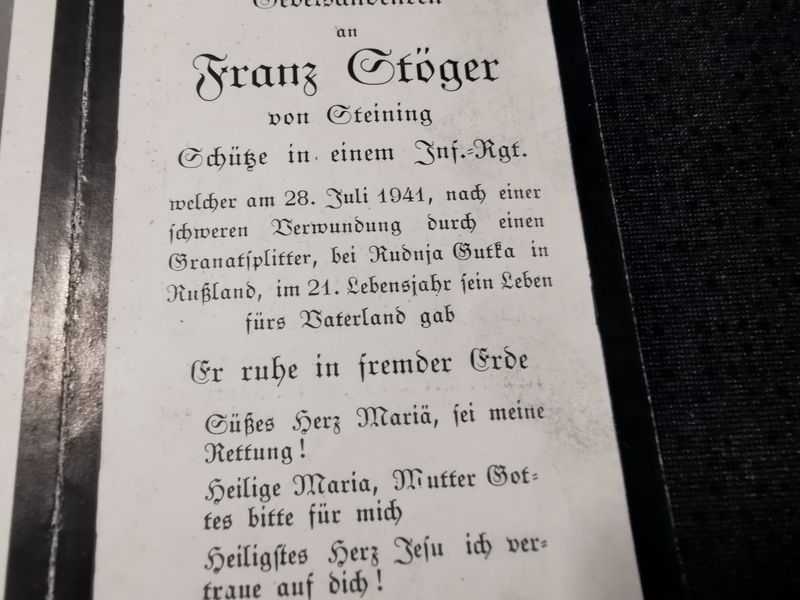 Gebetsandenken
an
Franz Stöger
von Steining
Schütze in einem Inf.=Rgt.
welcher am 28. Juli 1941, nach einer
schweren Verwundung durch einen
Granatsplitter, bei Rudnja Gutka in
Rußland, im 21. Lebensjahr sein Leben
fürs Vaterland gab
Er ruhe in fremder Erde
Süßes Herz Mariä, sei meine
Rettung!
Heilige Maria, Mutter Got=
tes bitte für mich
Heiligstes Herz Jesu ich ver=
traue auf dich!